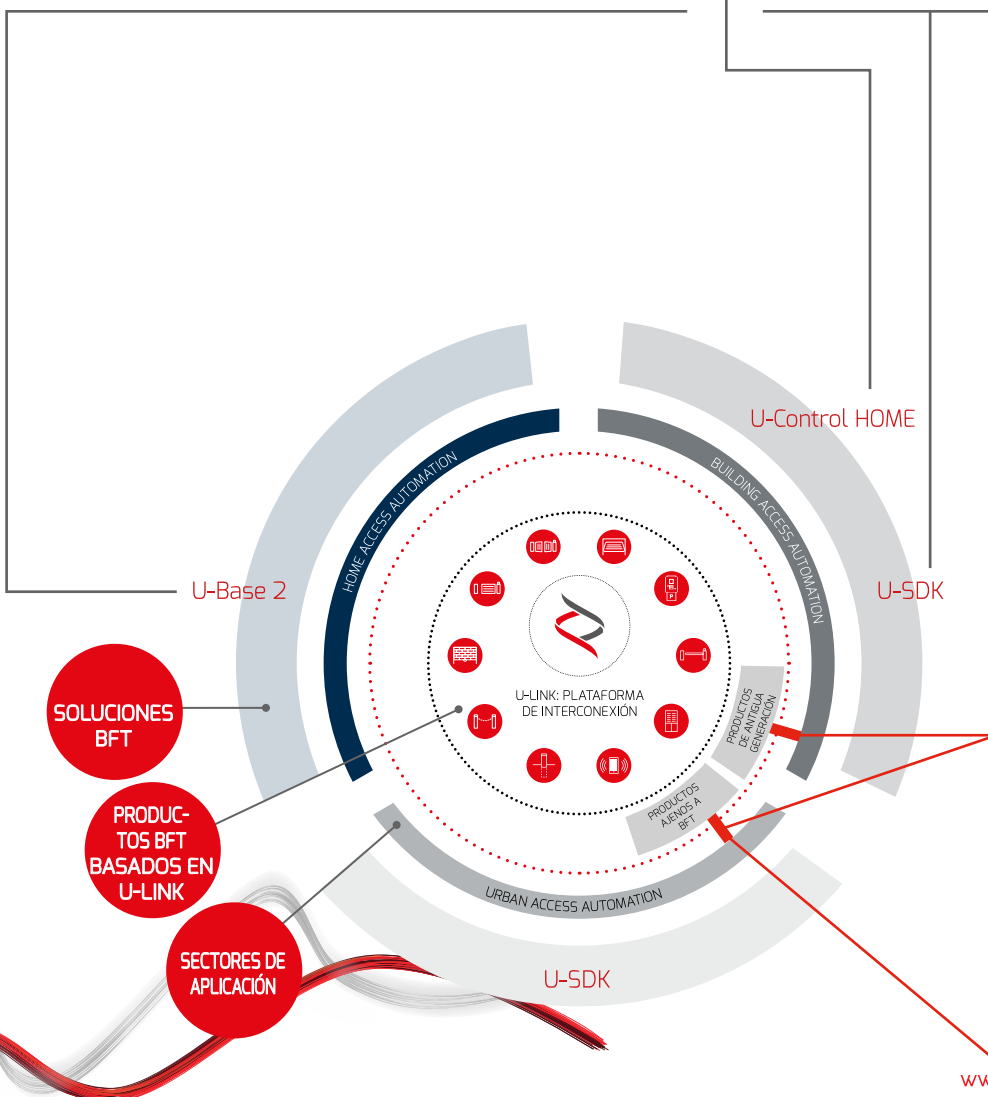 U-Control HOME
HOME ACCESS AUTOMATION
BUILDING ACCESS AUTOMATION
U-Base 2
U-SDK
U-LINK: PLATAFORMA
DE INTERCONEXIÓN
SOLUCIONES
BFT
PRODUCTOS
DE ANTIGUA
GENERACIÓN
PRODUCTOS
AJENOS A
BFT
PRODUC-
TOS BFT
BASADOS EN
U-LINK
URBAN ACCESS AUTOMATION
SECTORES DE
APLICACIÓN
U-SDK